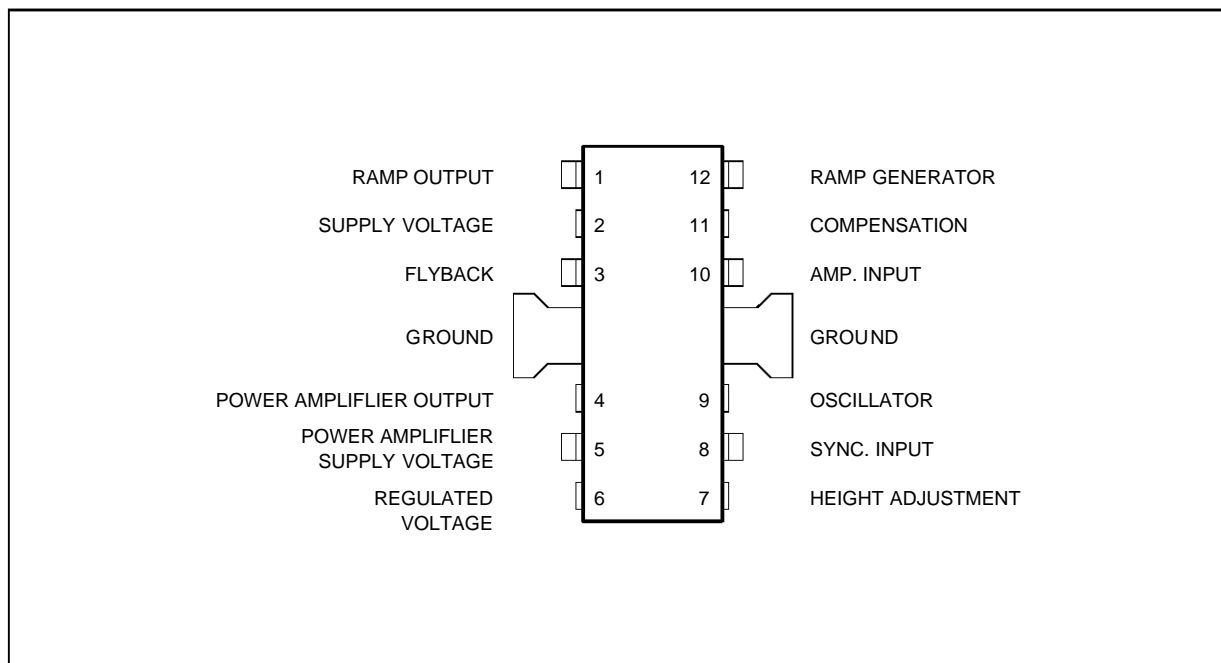 RAMP OUTPUT 1 12 RAMP GENERATOR
SUPPLY VOLTAGE 2 11 COMPENSATION
FLYBACK 3 10 AMP. INPUT
GROUND GROUND
POWER AMPLIFLIER OUTPUT 4 9 OSCILLATOR
POWER AMPLIFLIER
SUPPLY VOLTAGE 5 8 SYNC. INPUT
REGULATED
VOLTAGE 6 7 HEIGHT ADJUSTMENT